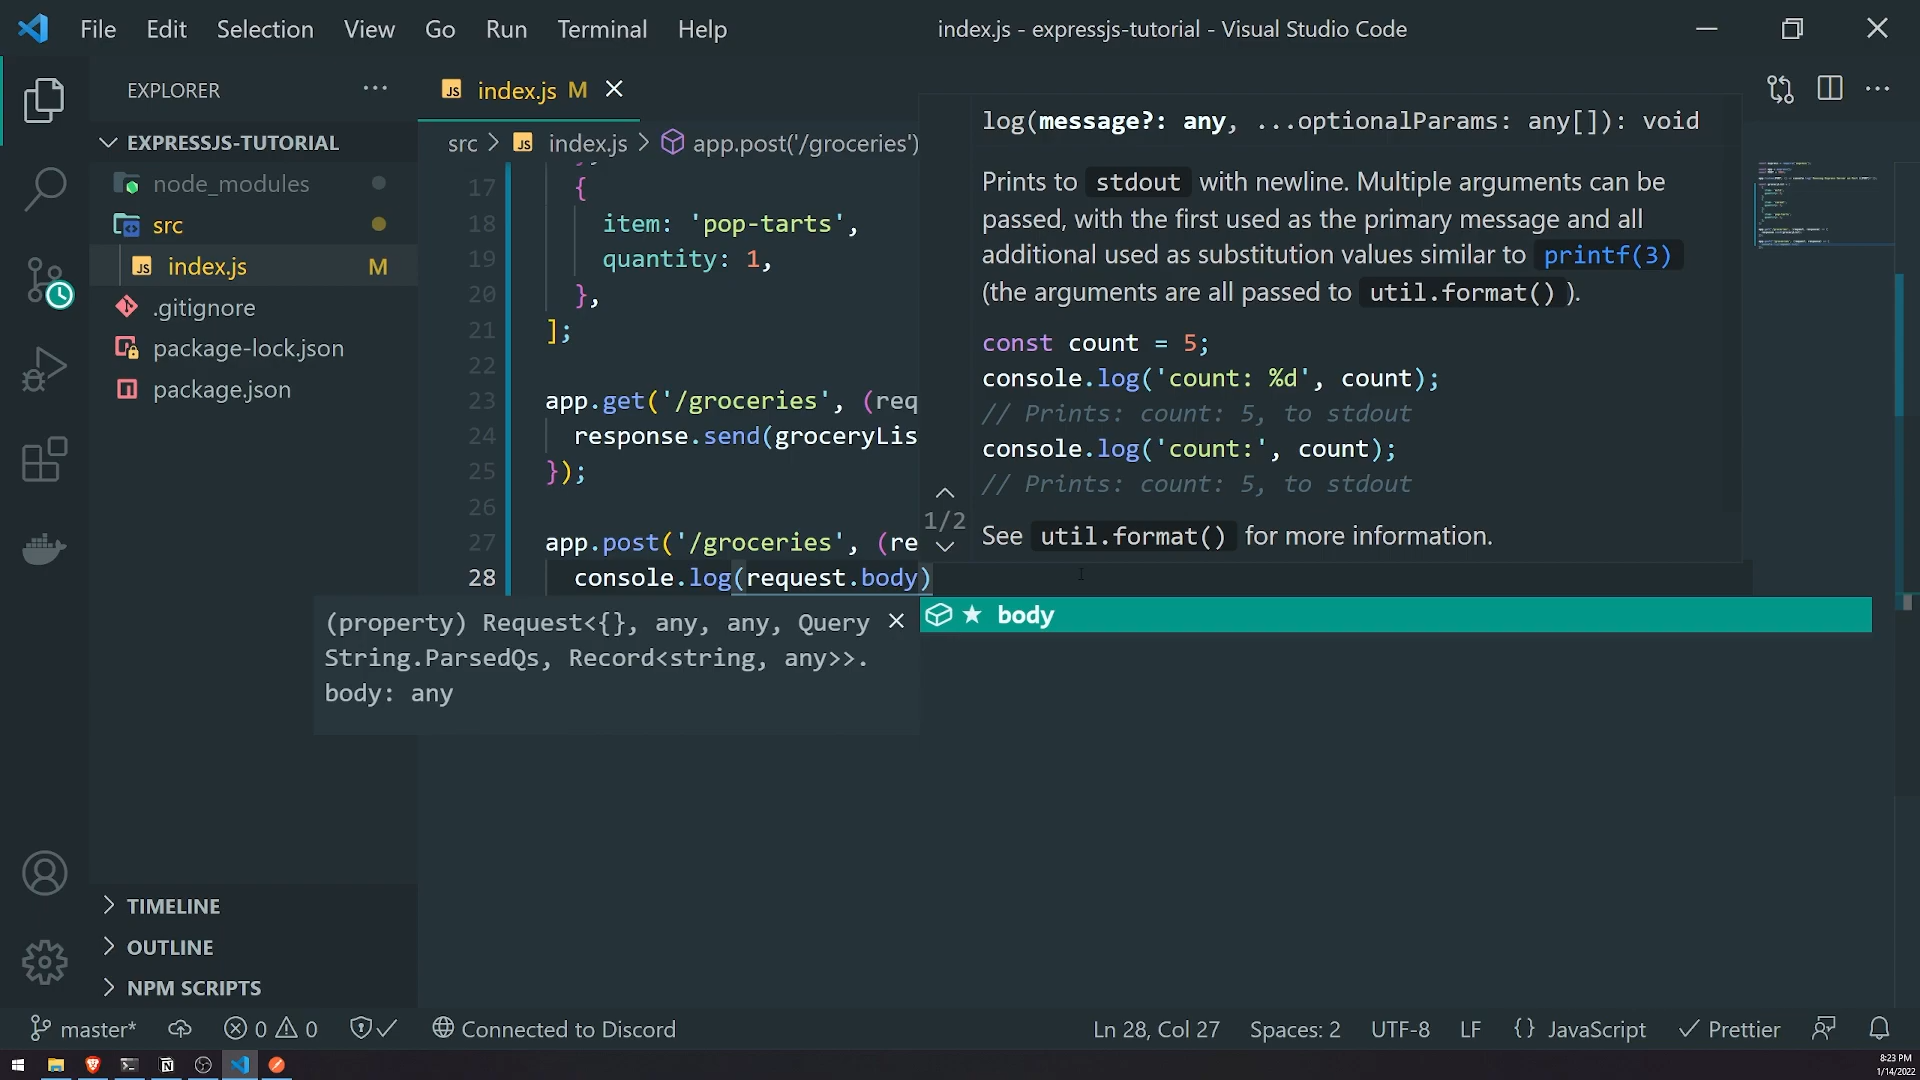 File Edit Selection View Go Run Terminal Help
index.js - expressjs-tutorial - Visual Studio Code
EXPLORER
EXPRESSJS-TUTORIAL
node_modules
src
JS index.js M
.gitignore
package-lock.json
package.json
TIMELINE
OUTLINE
NPM SCRIPTS
JS index.js M
src > JS index.js > app.post('/groceries')
17 {
18 item: 'pop-tarts',
19 quantity: 1,
20 },
21 ];
22
23 app.get('/groceries', (req
24 response.send(groceryLis
25 });
26
27 app.post('/groceries', (re
28 console.log(request.body)
log(message?: any, ...optionalParams: any[]): void
Prints to stdout with newline. Multiple arguments can be
passed, with the first used as the primary message and all
additional used as substitution values similar to printf(3)
(the arguments are all passed to util.format() ).
const count = 5;
console.log('count: %d', count);
// Prints: count: 5, to stdout
console.log('count:', count);
// Prints: count: 5, to stdout
1/2
See util.format() for more information.
(property) Request<{}, any, any, Query
String.ParsedQs, Record<string, any>>.
body: any
body
master* 0 0 Connected to Discord
Ln 28, Col 27 Spaces: 2 UTF-8 LF {} JavaScript Prettier
8:23 PM
1/14/2022